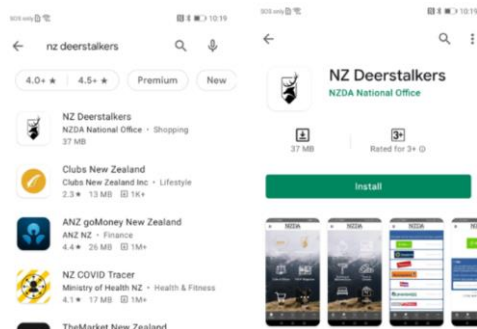 SOS only
10:19
nz deerstalkers
4.0+ ★
4.5+ ★
Premium
New
NZ Deerstalkers
NZDA National Office • Shopping
37 MB
Clubs New Zealand
Clubs New Zealand Inc • Lifestyle
2.3 ★ 13 MB 1K+
ANZ goMoney New Zealand
ANZ NZ • Finance
4.4 ★ 26 MB 1M+
NZ COVID Tracer
Ministry of Health NZ • Health & Fitness
4.1 ★ 17 MB 1M+
TheMarket New Zealand
SOS only
10:19
NZ Deerstalkers
NZDA National Office
37 MB
3+
Rated for 3+
Install
NZDA
NZDA
NZDA